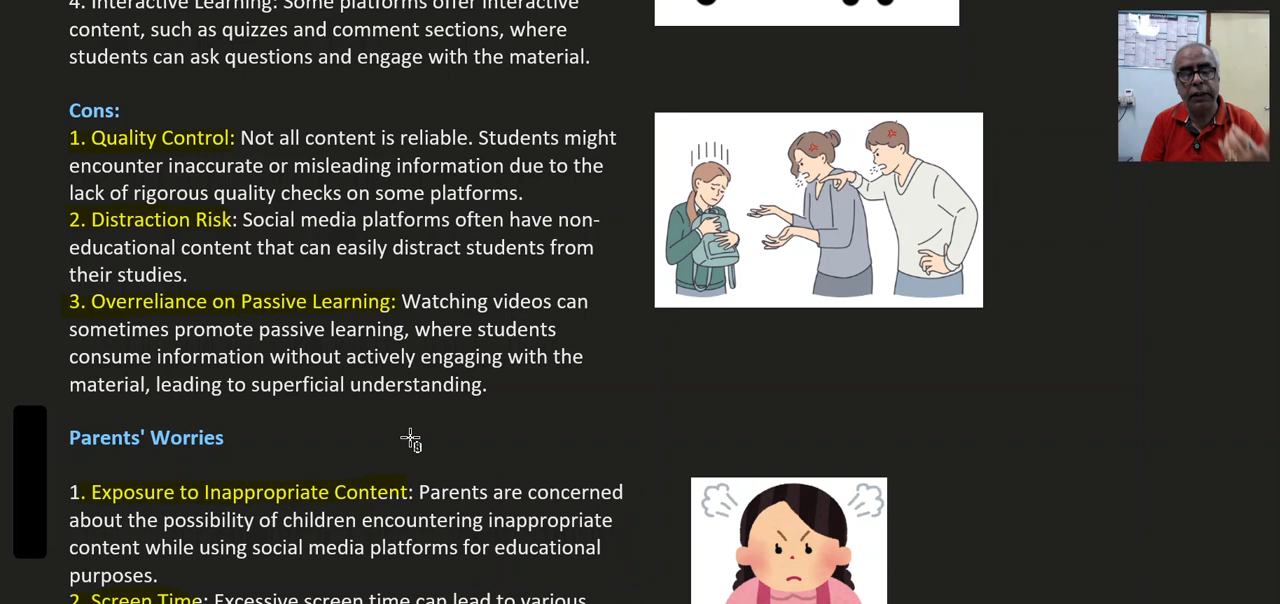 4. Interactive Learning: Some platforms offer interactive
content, such as quizzes and comment sections, where
students can ask questions and engage with the material.
Cons:
1. Quality Control: Not all content is reliable. Students might
encounter inaccurate or misleading information due to the
lack of rigorous quality checks on some platforms.
2. Distraction Risk: Social media platforms often have non-
educational content that can easily distract students from
their studies.
3. Overreliance on Passive Learning: Watching videos can
sometimes promote passive learning, where students
consume information without actively engaging with the
material, leading to superficial understanding.
Parents' Worries
1. Exposure to Inappropriate Content: Parents are concerned
about the possibility of children encountering inappropriate
content while using social media platforms for educational
purposes.
2. Screen Time: Excessive screen time can lead to various